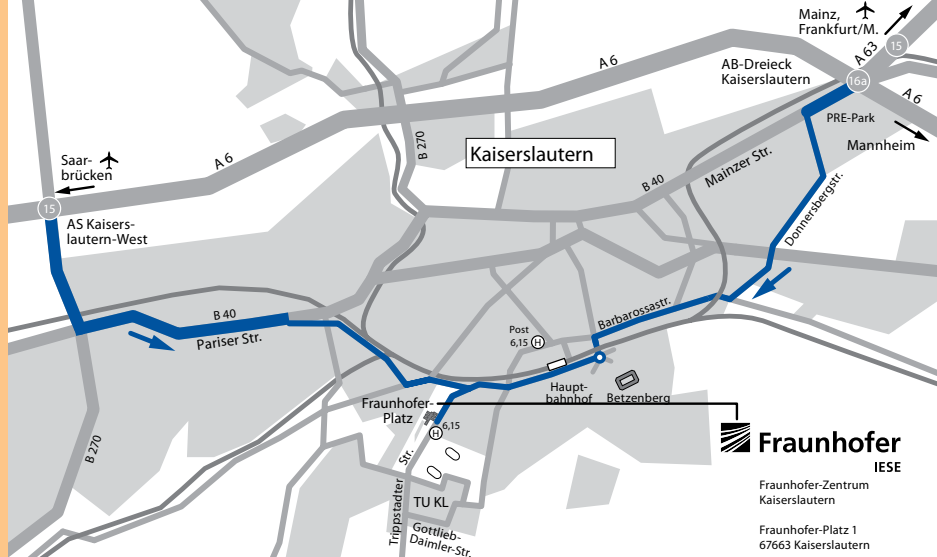 Mainz,
Frankfurt/M.
A 63
15
A 6
AB-Dreieck
Kaiserslautern
16a
A 6
PRE-Park
Mannheim
B 270
Kaiserslautern
Mainzer Str.
B 40
Saar-
brücken
A 6
15
AS Kaisers-
lautern-West
Donnersbergstr.
B 40
Pariser Str.
Barbarossastr.
Post
6,15 H
Haupt-
bahnhof
Betzenberg
Fraunhofer-
Platz
H 6,15
B 270
Trippstadter
Str.
TU KL
Gottlieb-
Daimler-Str.
Fraunhofer
IESE
Fraunhofer-Zentrum
Kaiserslautern
Fraunhofer-Platz 1
67663 Kaiserslautern